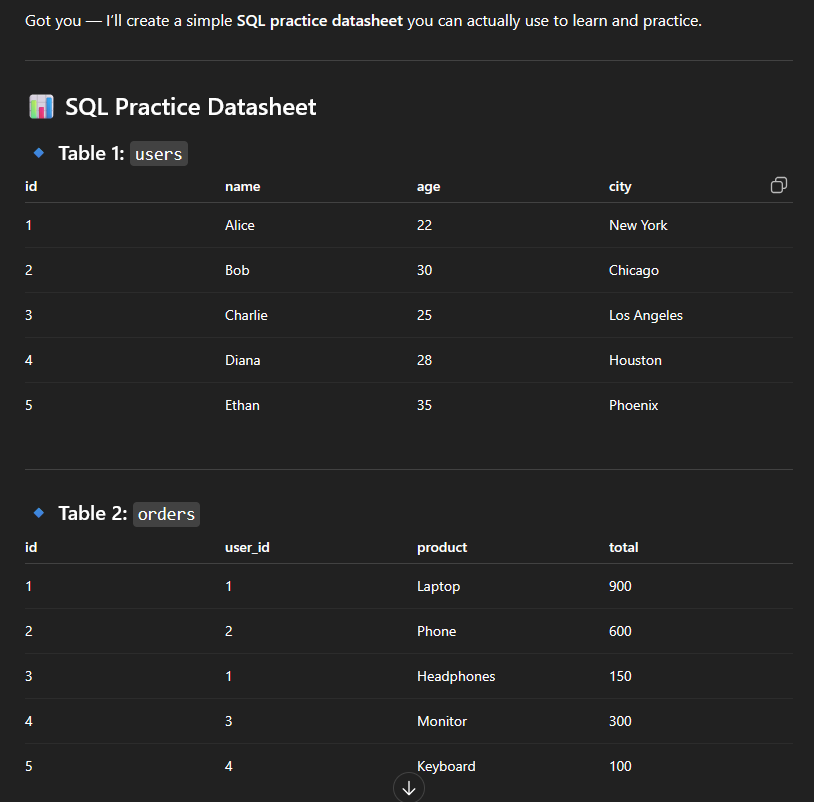 Got you — I'll create a simple SQL practice datasheet you can actually use to learn and practice.
SQL Practice Datasheet
Table 1: users
id name age city
1 Alice 22 New York
2 Bob 30 Chicago
3 Charlie 25 Los Angeles
4 Diana 28 Houston
5 Ethan 35 Phoenix
Table 2: orders
id user_id product total
1 1 Laptop 900
2 2 Phone 600
3 1 Headphones 150
4 3 Monitor 300
5 4 Keyboard 100